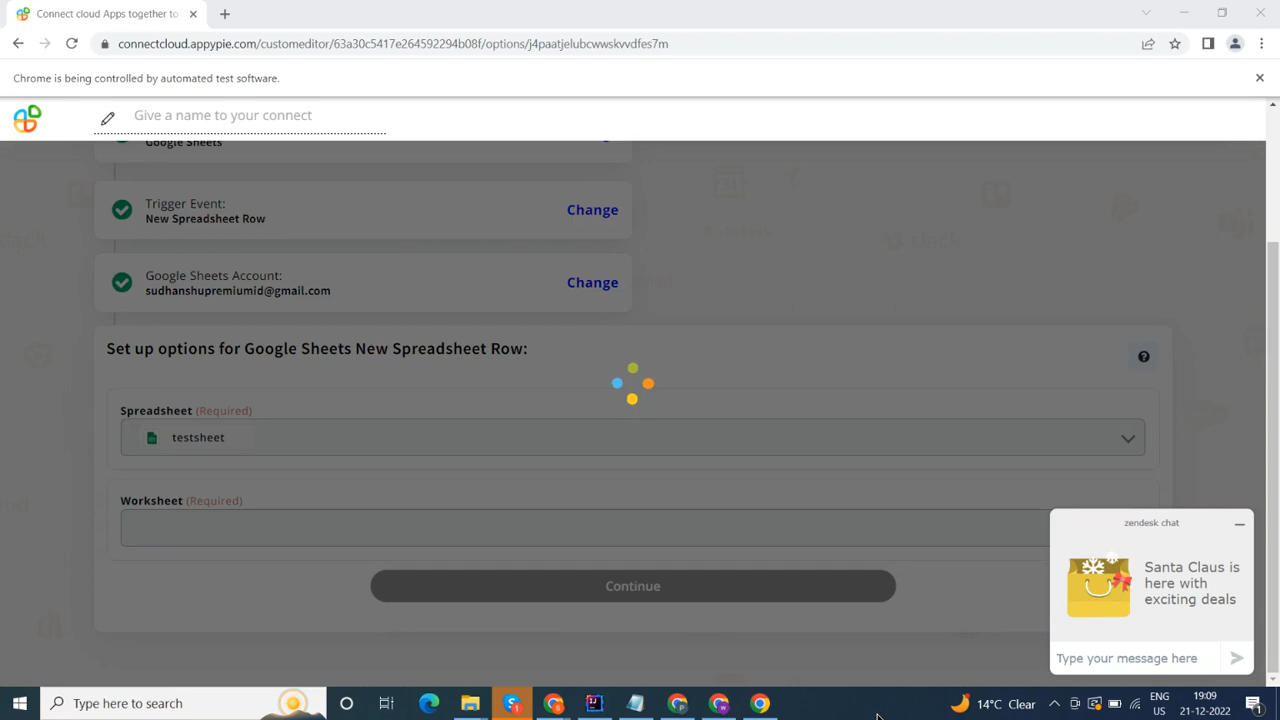 Connect cloud Apps together to
connectcloud.appypie.com/customeditor/63a30c5417e264592294b08f/options/j4paatjelubcwwskvvdfes7m
Chrome is being controlled by automated test software.
Give a name to your connect
Google Sheets
Trigger Event:
New Spreadsheet Row
Change
Google Sheets Account:
sudhanshupremiumid@gmail.com
Change
Set up options for Google Sheets New Spreadsheet Row:
Spreadsheet (Required)
testsheet
Worksheet (Required)
Continue
zendesk chat
Santa Claus is
here with
exciting deals
Type your message here
Type here to search
14°C Clear
ENG
US
19:09
21-12-2022